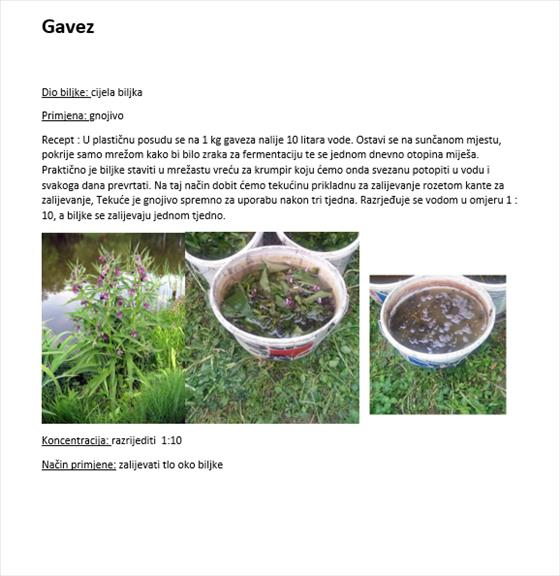 Gavez
Dio biljke: cijela biljka
Primjena: gnojivo
Recept : U plastičnu posudu se na 1 kg gaveza nalije 10 litara vode. Ostavi se na sunčanom mjestu,
pokrije samo mrežom kako bi bilo zraka za fermentaciju te se jednom dnevno otopina miješa.
Praktično je biljke staviti u mrežastu vreću za krumpir koju ćemo onda svezanu potopiti u vodu i
svakoga dana prevrtati. Na taj način dobit ćemo tekućinu prikladnu za zalijevanje rozetom kante za
zalijevanje, Tekuće je gnojivo spremno za uporabu nakon tri tjedna. Razrjeđuje se vodom u omjeru 1 :
10, a biljke se zalijevaju jednom tjedno.
Koncentracija: razrijediti 1:10
Način primjene: zalijevati tlo oko biljke